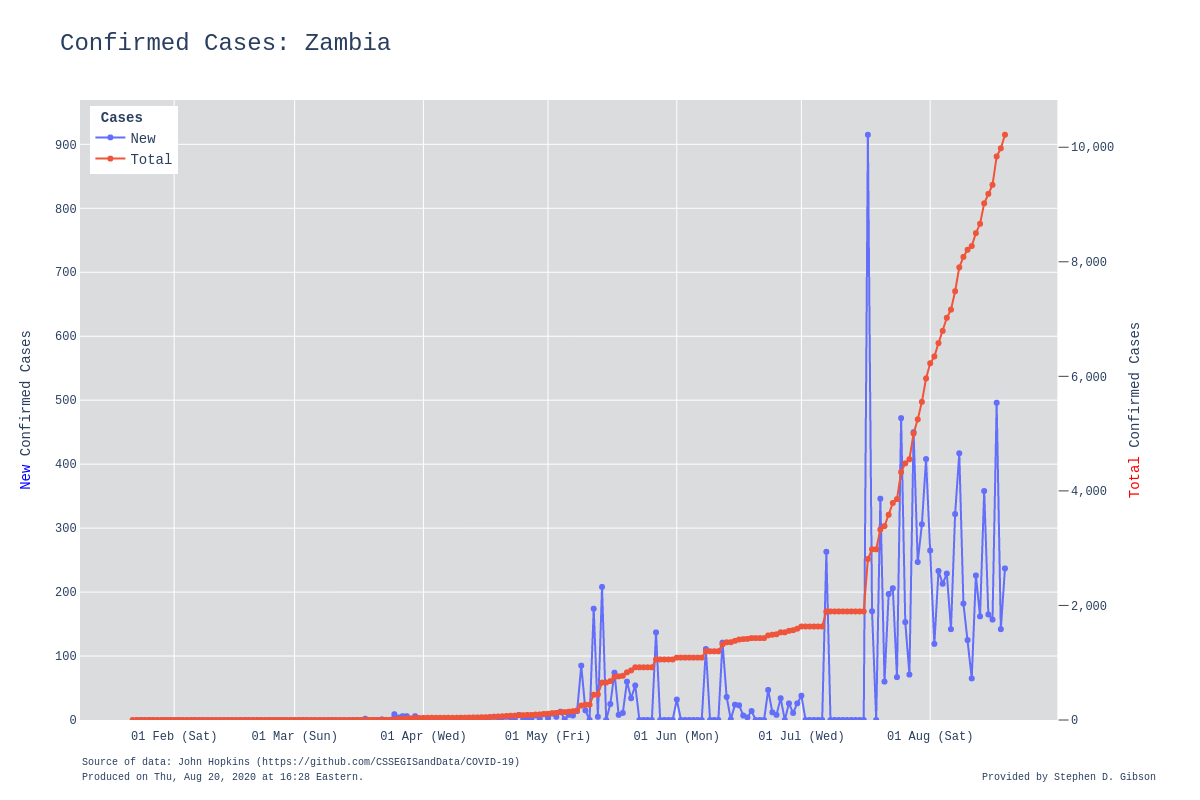 Confirmed Cases: Zambia
Cases
New
Total
900
800
700
600
500
400
300
200
100
0
10,000
8,000
6,000
4,000
2,000
0
New Confirmed Cases
Total Confirmed Cases
01 Feb (Sat) 01 Mar (Sun) 01 Apr (Wed) 01 May (Fri) 01 Jun (Mon) 01 Jul (Wed) 01 Aug (Sat)
Source of data: John Hopkins (https://github.com/CSSEGISandData/COVID-19)
Produced on Thu, Aug 20, 2020 at 16:28 Eastern.
Provided by Stephen D. Gibson